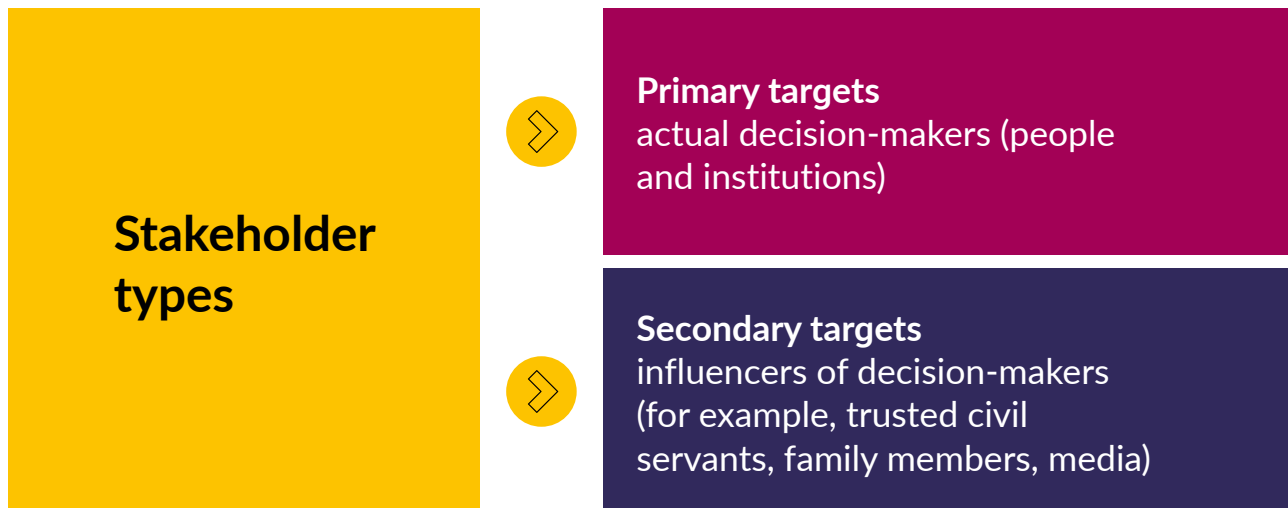 Stakeholder
types
Primary targets
actual decision-makers (people
and institutions)
Secondary targets
influencers of decision-makers
(for example, trusted civil
servants, family members, media)